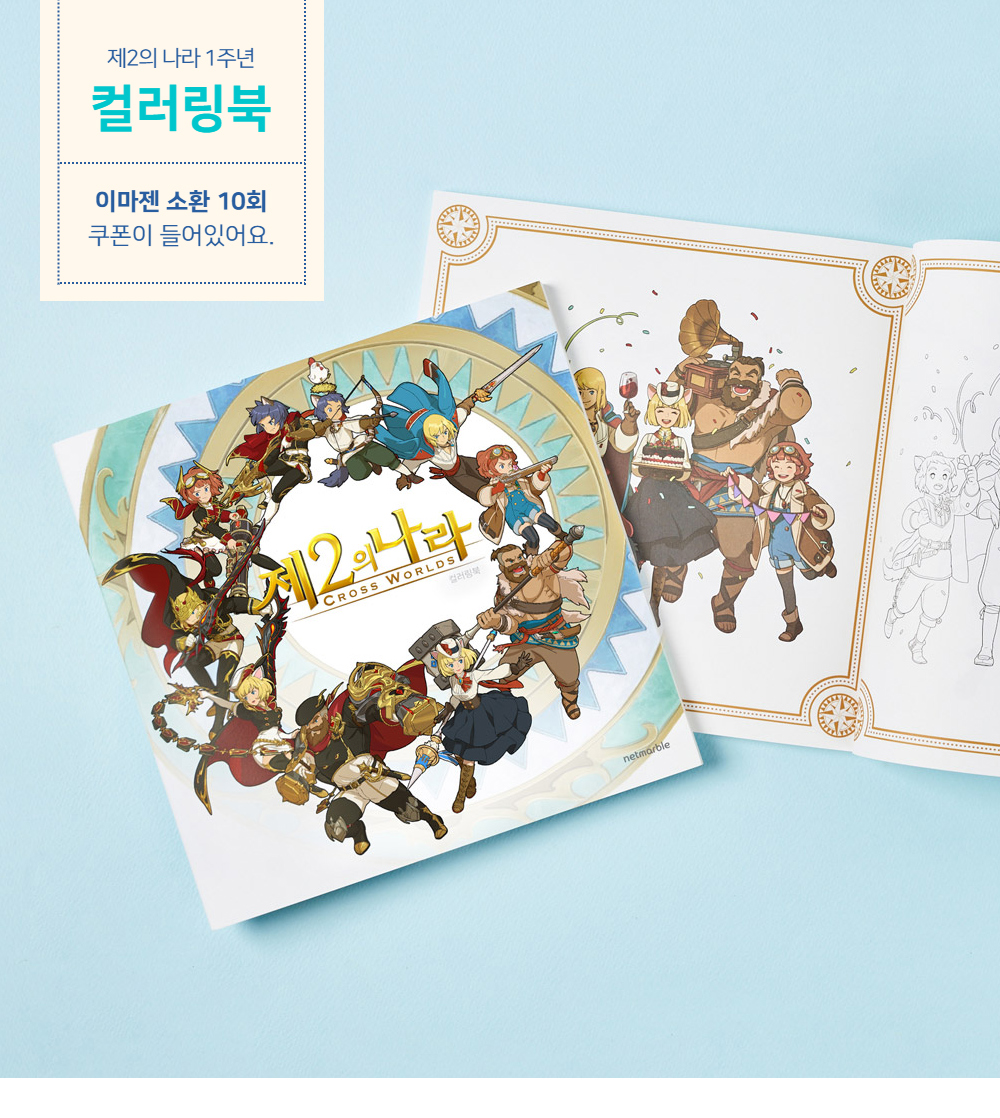 제2의 나라 1주년
컬러링북
이마젠 소환 10회
쿠폰이 들어있어요.
제2의나라
CROSS WORLDS
컬러링북
netmarble